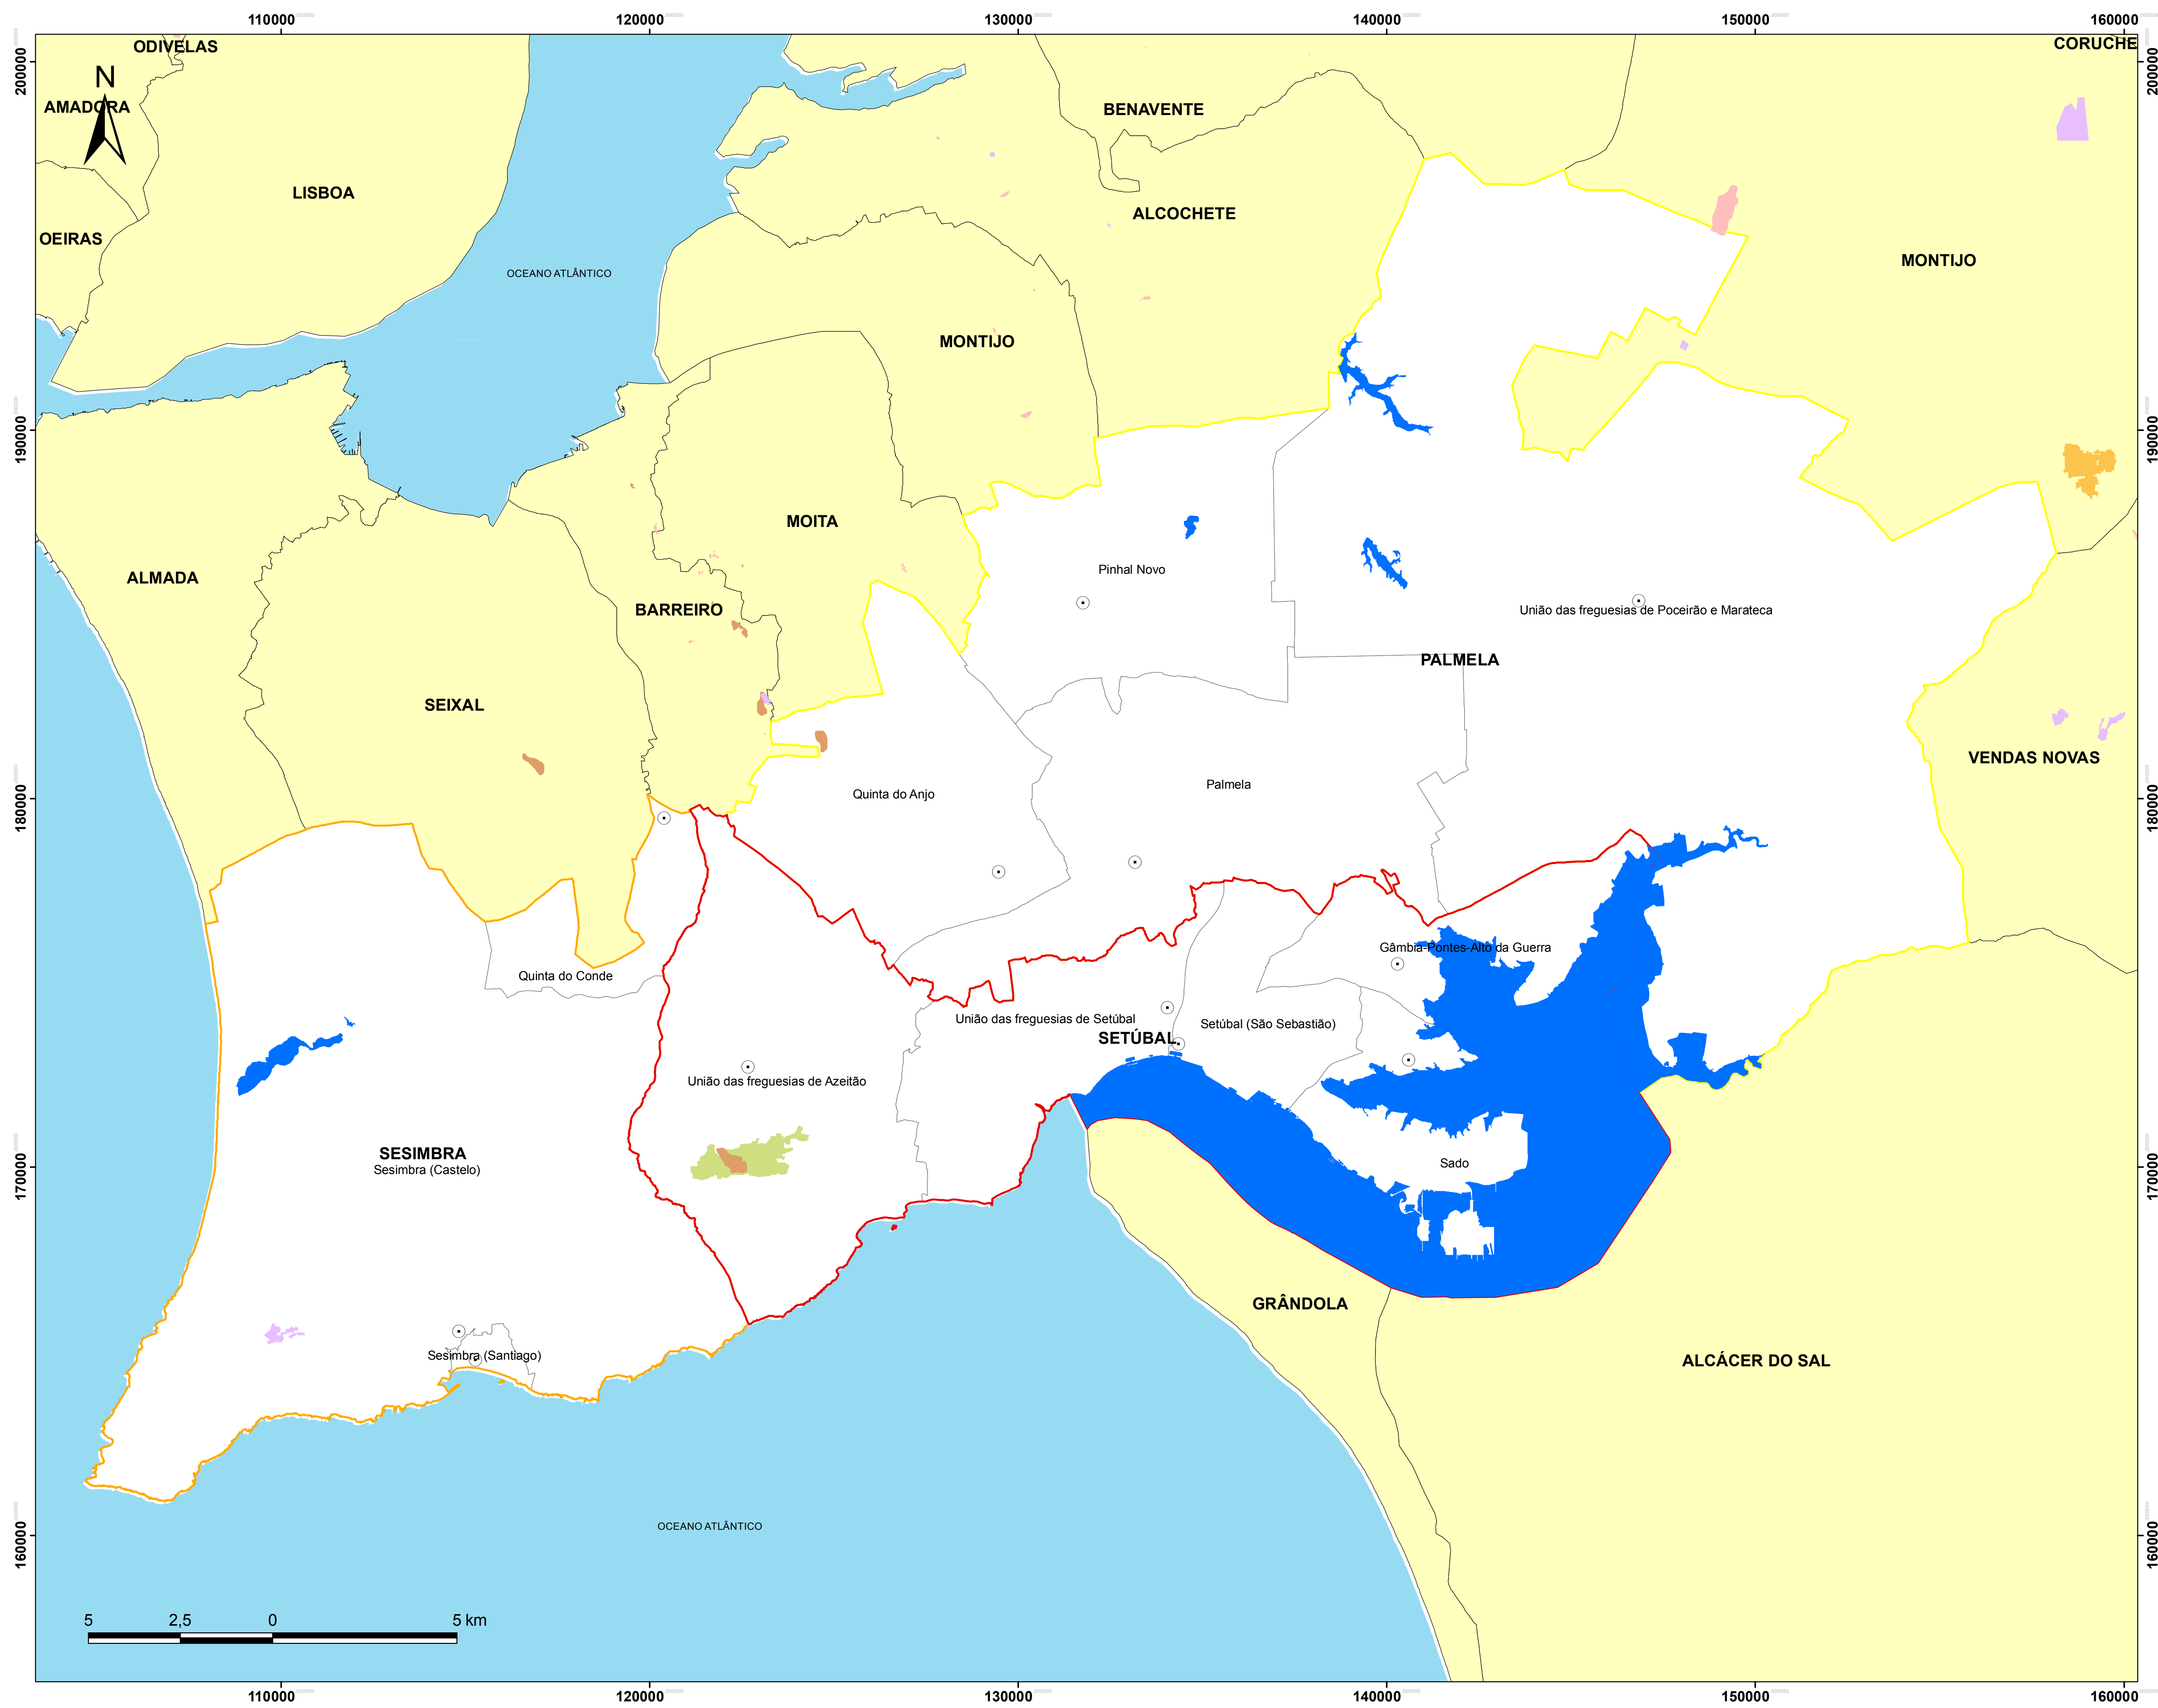 110000
120000
130000
140000
150000
160000
ODIVELAS
CORUCHE
200000
200000
N
AMADORA
BENAVENTE
LISBOA
ALCOCHETE
OEIRAS
MONTIJO
OCEANO ATLÂNTICO
MONTIJO
190000
190000
MOITA
Pinhal Novo
ALMADA
BARREIRO
União das freguesias de Poceirão e Marateca
PALMELA
SEIXAL
VENDAS NOVAS
Palmela
Quinta do Anjo
180000
180000
Gâmbia-Pontes-Alto da Guerra
Quinta do Conde
União das freguesias de Setúbal
Setúbal (São Sebastião)
SETÚBAL
União das freguesias de Azeitão
SESIMBRA
Sesimbra (Castelo)
Sado
170000
170000
GRÂNDOLA
Sesimbra (Santiago)
ALCÁCER DO SAL
OCEANO ATLÂNTICO
160000
160000
5 2,5 0 5 km
110000
120000
130000
140000
150000
160000